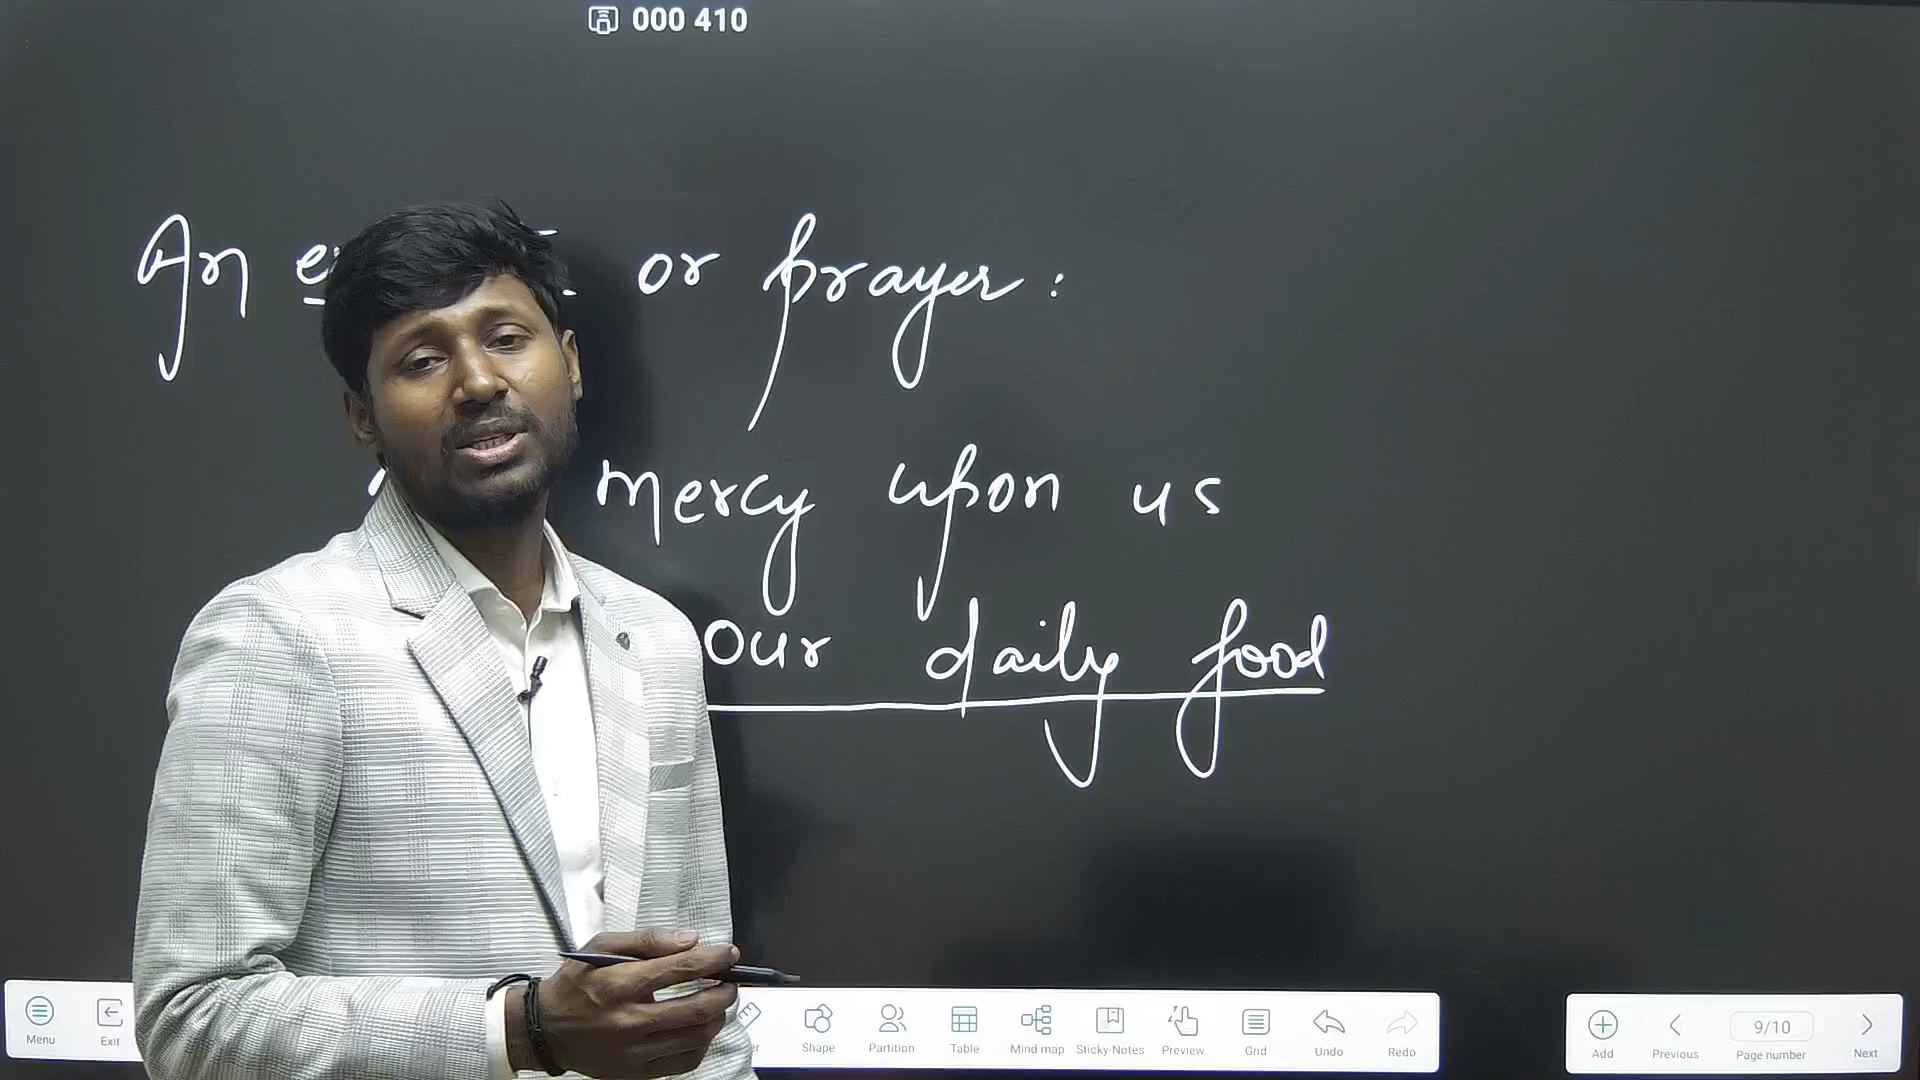 000 410
An or prayer :
mercy upon us
our daily food
Menu
Exit
Shape
Partition
Table
Mind map
Sticky-Notes
Preview
Grid
Undo
Redo
Add
Previous
9/10
Page number
Next